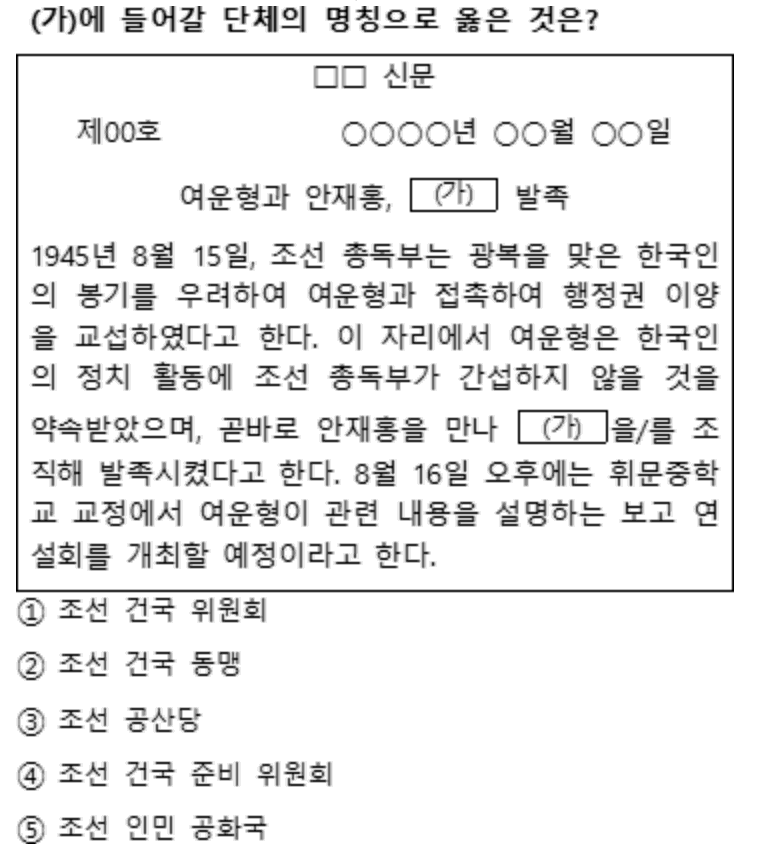 (가)에 들어갈 단체의 명칭으로 옳은 것은?
□□ 신문
제00호 ○○○○년 ○○월 ○○일
여운형과 안재홍, (가) 발족
1945년 8월 15일, 조선 총독부는 광복을 맞은 한국인
의 봉기를 우려하여 여운형과 접촉하여 행정권 이양
을 교섭하였다고 한다. 이 자리에서 여운형은 한국인
의 정치 활동에 조선 총독부가 간섭하지 않을 것을
약속받았으며, 곧바로 안재홍을 만나 (가)을/를 조
직해 발족시켰다고 한다. 8월 16일 오후에는 휘문중학
교 교정에서 여운형이 관련 내용을 설명하는 보고 연
설회를 개최할 예정이라고 한다.
① 조선 건국 위원회
② 조선 건국 동맹
③ 조선 공산당
④ 조선 건국 준비 위원회
⑤ 조선 인민 공화국